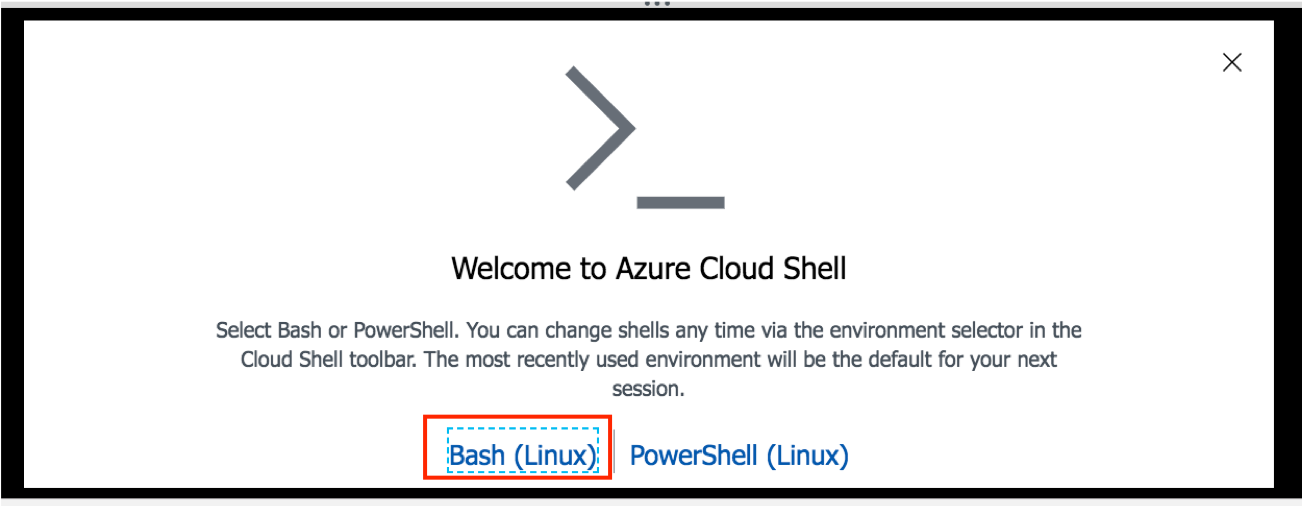 Welcome to Azure Cloud Shell
Select Bash or PowerShell. You can change shells any time via the environment selector in the
Cloud Shell toolbar. The most recently used environment will be the default for your next
session.
Bash (Linux) PowerShell (Linux)